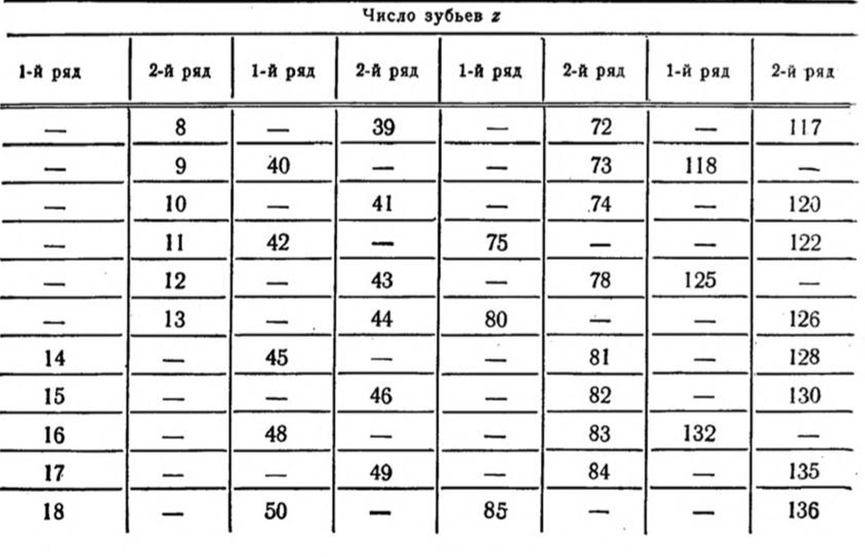 Число зубьев z
1-й ряд 2-й ряд 1-й ряд 2-й ряд 1-й ряд 2-й ряд 1-й ряд 2-й ряд
— 8 — 39 — 72 — 117
— 9 40 — — 73 118 —
— 10 — 41 — 74 — 120
— 11 42 — 75 — — 122
— 12 — 43 — 78 125 —
— 13 — 44 80 — — 126
14 — 45 — — 81 — 128
15 — — 46 — 82 — 130
16 — 48 — — 83 132 —
17 — — 49 — 84 — 135
18 — 50 — 85 — — 136